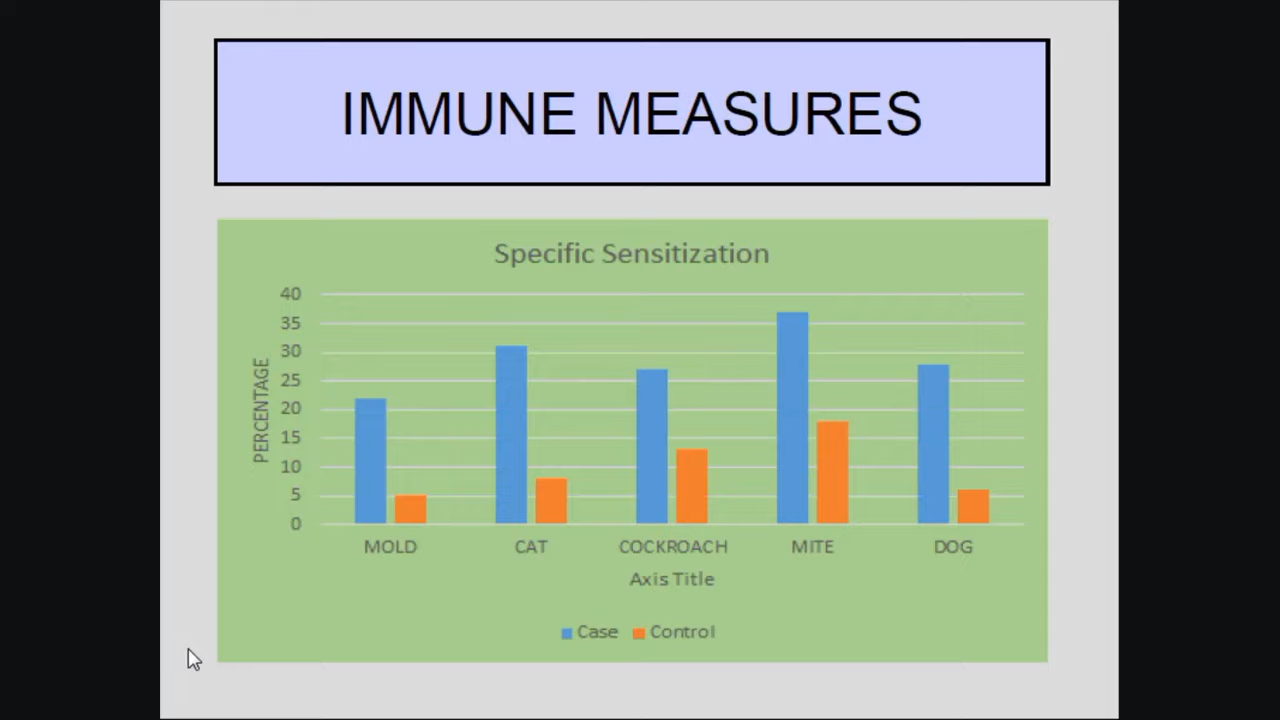 IMMUNE MEASURES
Specific Sensitization
PERCENTAGE
40
35
30
25
20
15
10
5
0
MOLD CAT COCKROACH MITE DOG
Axis Title
Case Control